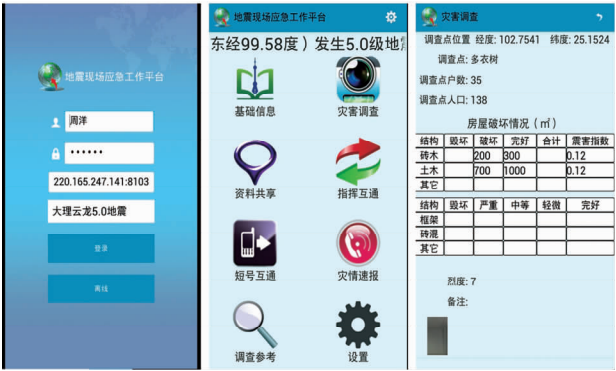 地震现场应急工作平台
周洋
••••••
220.165.247.141:8103
大理云龙5.0地震
登录
离线
地震现场应急工作平台
东经99.58度）发生5.0级地
基础信息 灾害调查
资料共享 指挥互通
短号互通 灾情速报
调查参考 设置
灾害调查
调查点位置 经度: 102.7541 纬度: 25.1524
调查点: 多农树
调查点户数: 35
调查点人口: 138
房屋破坏情况（㎡）
结构 毁坏 破坏 完好 合计 震害指数
砖木 200 300 0.12
土木 700 1000 0.12
其它
结构 毁坏 严重 中等 轻微 完好
框架
砖混
其它
烈度: 7
备注: